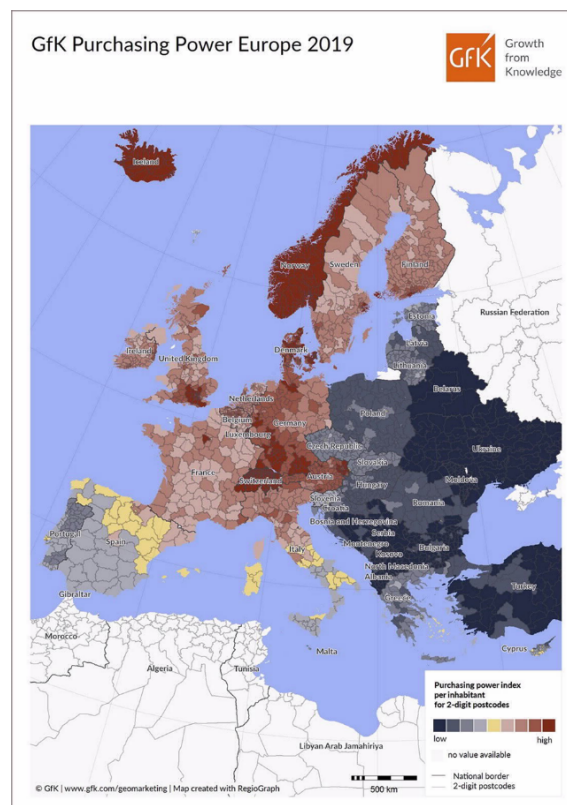 GfK Purchasing Power Europe 2019
GfK
Growth
from
Knowledge
Iceland
Norway
Sweden
Finland
Russian Federation
Estonia
Latvia
Lithuania
Denmark
Ireland
United Kingdom
Netherlands
Belgium
Luxembourg
Germany
Poland
Belarus
Czech Republic
Ukraine
Slovakia
France
Switzerland
Austria
Hungary
Moldova
Slovenia
Croatia
Romania
Bosnia and Herzegovina
Serbia
Montenegro
Kosovo
Bulgaria
Italy
North Macedonia
Albania
Portugal
Spain
Greece
Turkey
Gibraltar
Malta
Cyprus
Morocco
Algeria
Tunisia
Libyan Arab Jamahiriya
Purchasing power index
per inhabitant
for 2-digit postcodes
low high
no value available
National border
2-digit postcodes
© GfK | www.gfk.com/geomarketing | Map created with RegioGraph
500 km